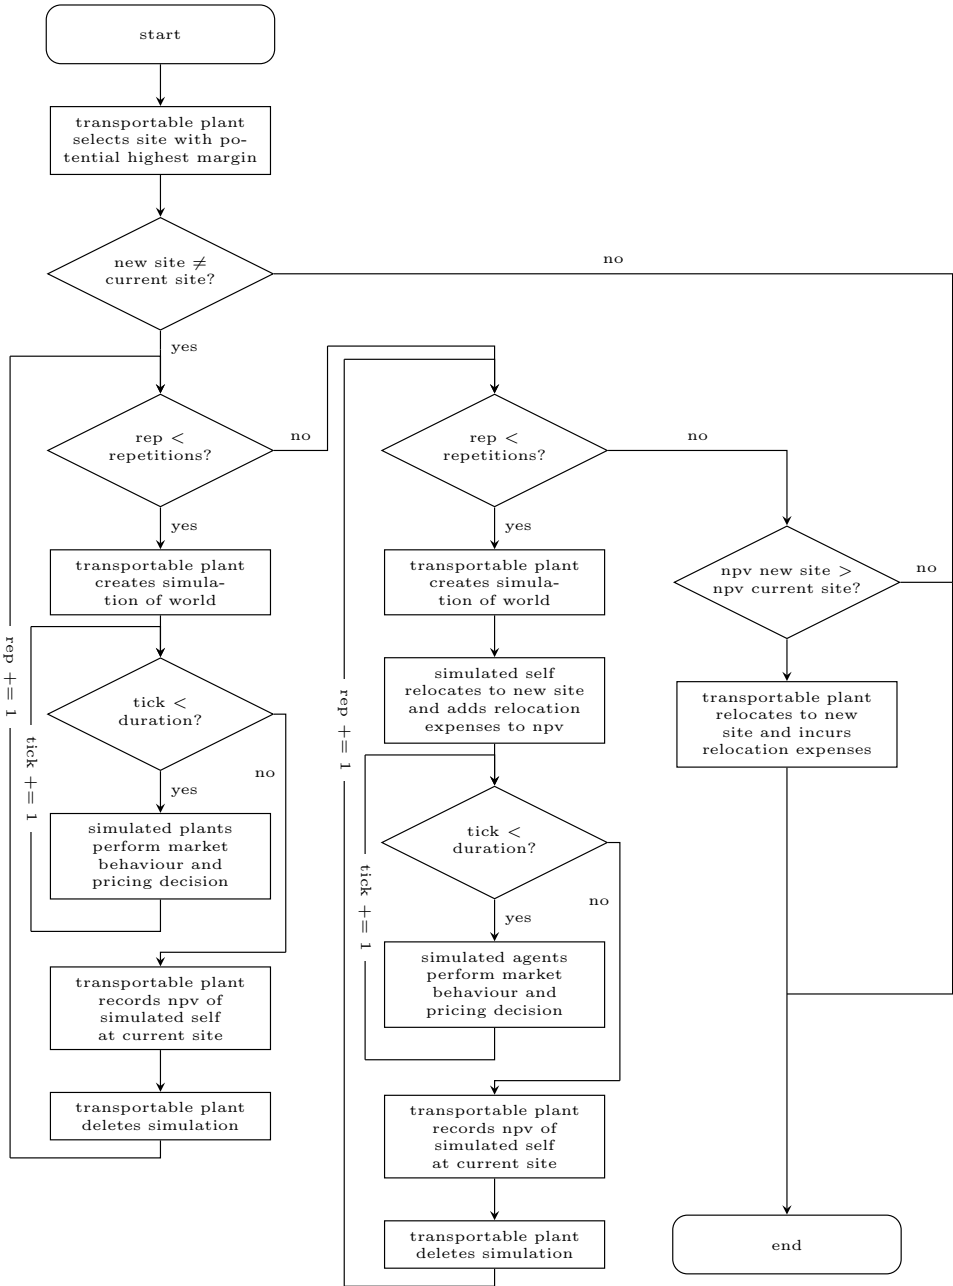 start
transportable plant
selects site with po-
tential highest margin
new site ≠
current site?
no
yes
rep <
repetitions?
no
yes
transportable plant
creates simula-
tion of world
rep += 1
tick <
duration?
no
yes
tick += 1
simulated plants
perform market
behaviour and
pricing decision
transportable plant
records npv of
simulated self
at current site
transportable plant
deletes simulation
rep <
repetitions?
no
yes
transportable plant
creates simula-
tion of world
simulated self
relocates to new site
and adds relocation
expenses to npv
rep += 1
tick <
duration?
no
yes
tick += 1
simulated agents
perform market
behaviour and
pricing decision
transportable plant
records npv of
simulated self
at current site
transportable plant
deletes simulation
npv new site >
npv current site?
no
transportable plant
relocates to new
site and incurs
relocation expenses
end